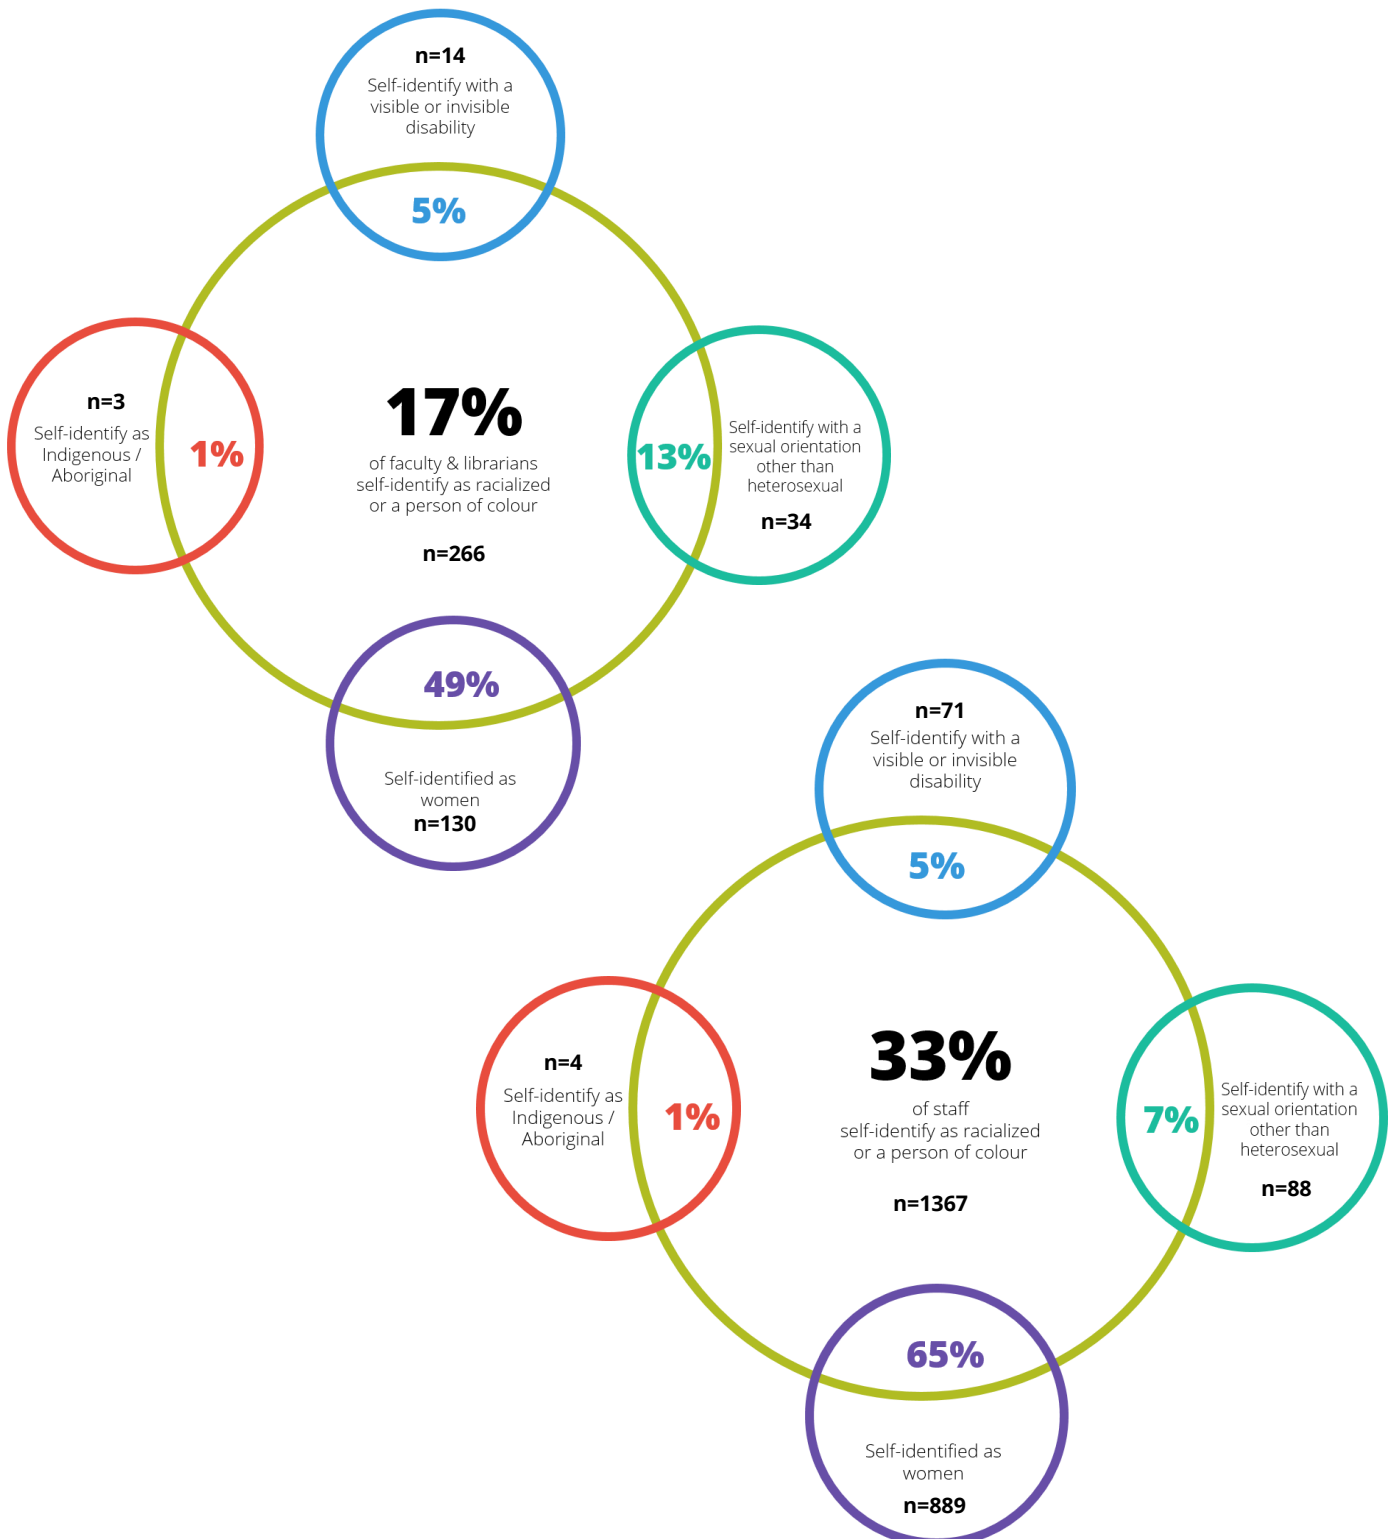 n=14
Self-identify with a
visible or invisible
disability
5%
n=3
Self-identify as
Indigenous /
Aboriginal
1%
17%
of faculty & librarians
self-identify as racialized
or a person of colour
n=266
13%
Self-identify with a
sexual orientation
other than
heterosexual
n=34
49%
Self-identified as
women
n=130
n=71
Self-identify with a
visible or invisible
disability
5%
n=4
Self-identify as
Indigenous /
Aboriginal
1%
33%
of staff
self-identify as racialized
or a person of colour
n=1367
7%
Self-identify with a
sexual orientation
other than
heterosexual
n=88
65%
Self-identified as
women
n=889